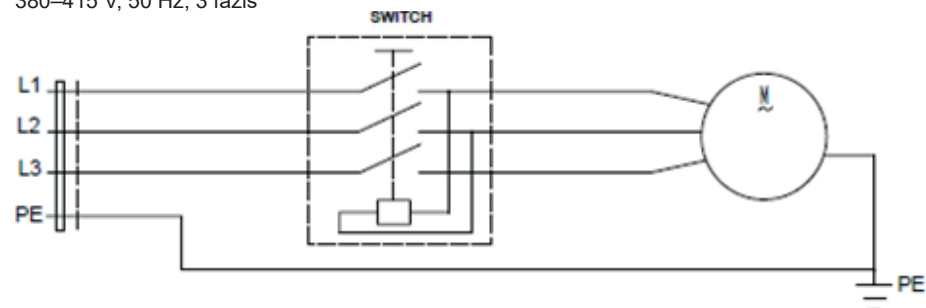 380–415 V, 50 Hz, 3 fázis
SWITCH
L1
L2
L3
PE
M
~
PE